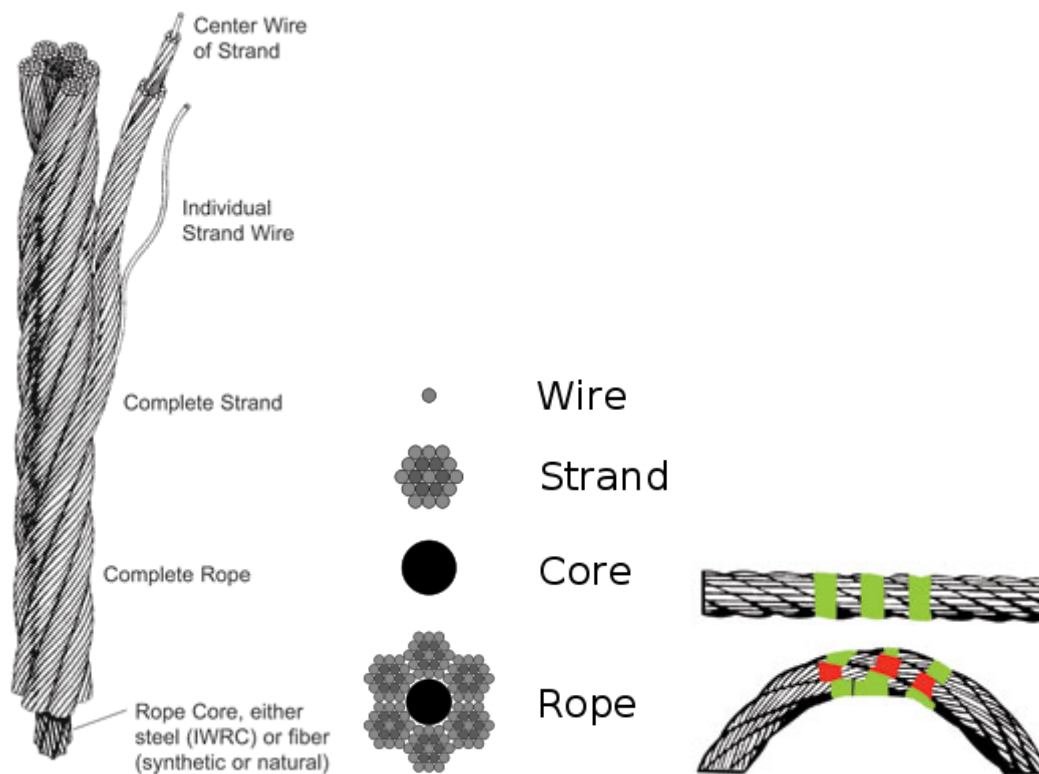 Center Wire
of Strand
Individual
Strand Wire
Complete Strand
Complete Rope
Rope Core, either
steel (IWRC) or fiber
(synthetic or natural)
Wire
Strand
Core
Rope